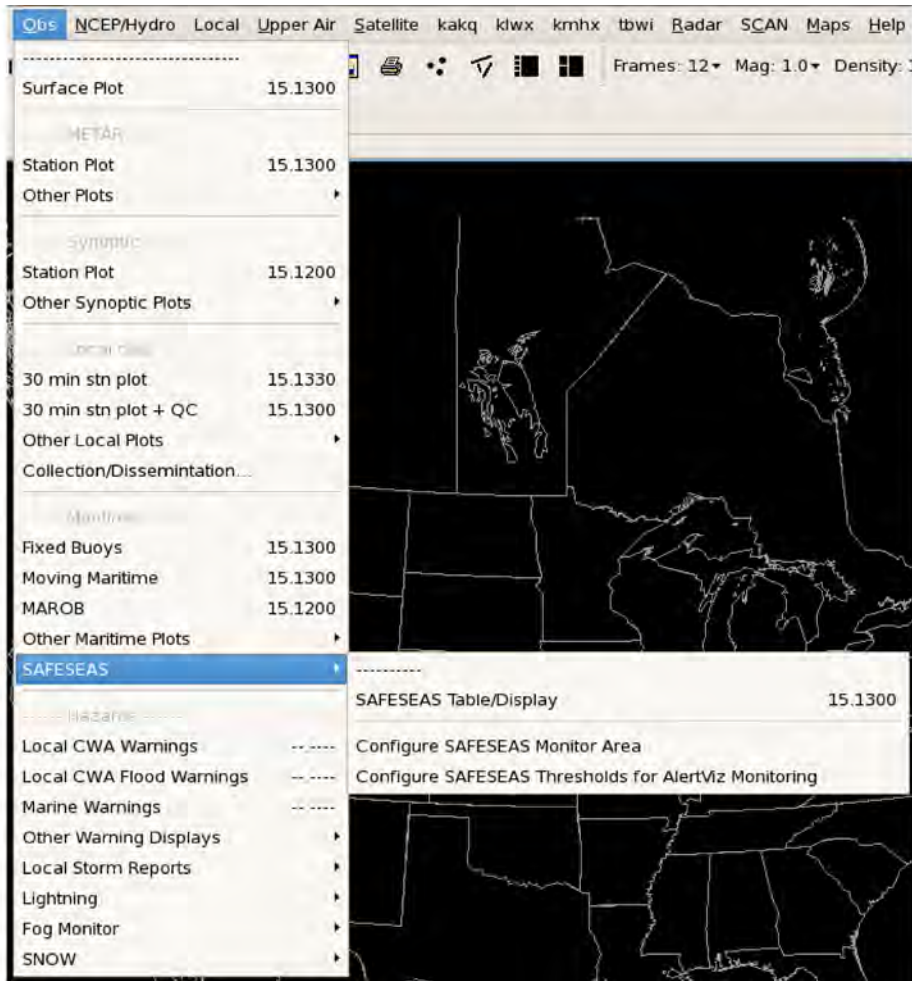 Obs NCEP/Hydro Local Upper Air Satellite kakq klwx kmhx tbwi Radar SCAN Maps Help
Frames: 12 Mag: 1.0 Density:
----------------------------------
Surface Plot 15.1300
METAR
Station Plot 15.1300
Other Plots
Synoptic
Station Plot 15.1200
Other Synoptic Plots
Local
30 min stn plot 15.1330
30 min stn plot + QC 15.1300
Other Local Plots
Collection/Dissemintation...
Maritime
Fixed Buoys 15.1300
Moving Maritime 15.1300
MAROB 15.1200
Other Maritime Plots
SAFESEAS
----------
SAFESEAS Table/Display 15.1300
Configure SAFESEAS Monitor Area
Configure SAFESEAS Thresholds for AlertViz Monitoring
Hazards
Local CWA Warnings --.----
Local CWA Flood Warnings --.----
Marine Warnings --.----
Other Warning Displays
Local Storm Reports
Lightning
Fog Monitor
SNOW